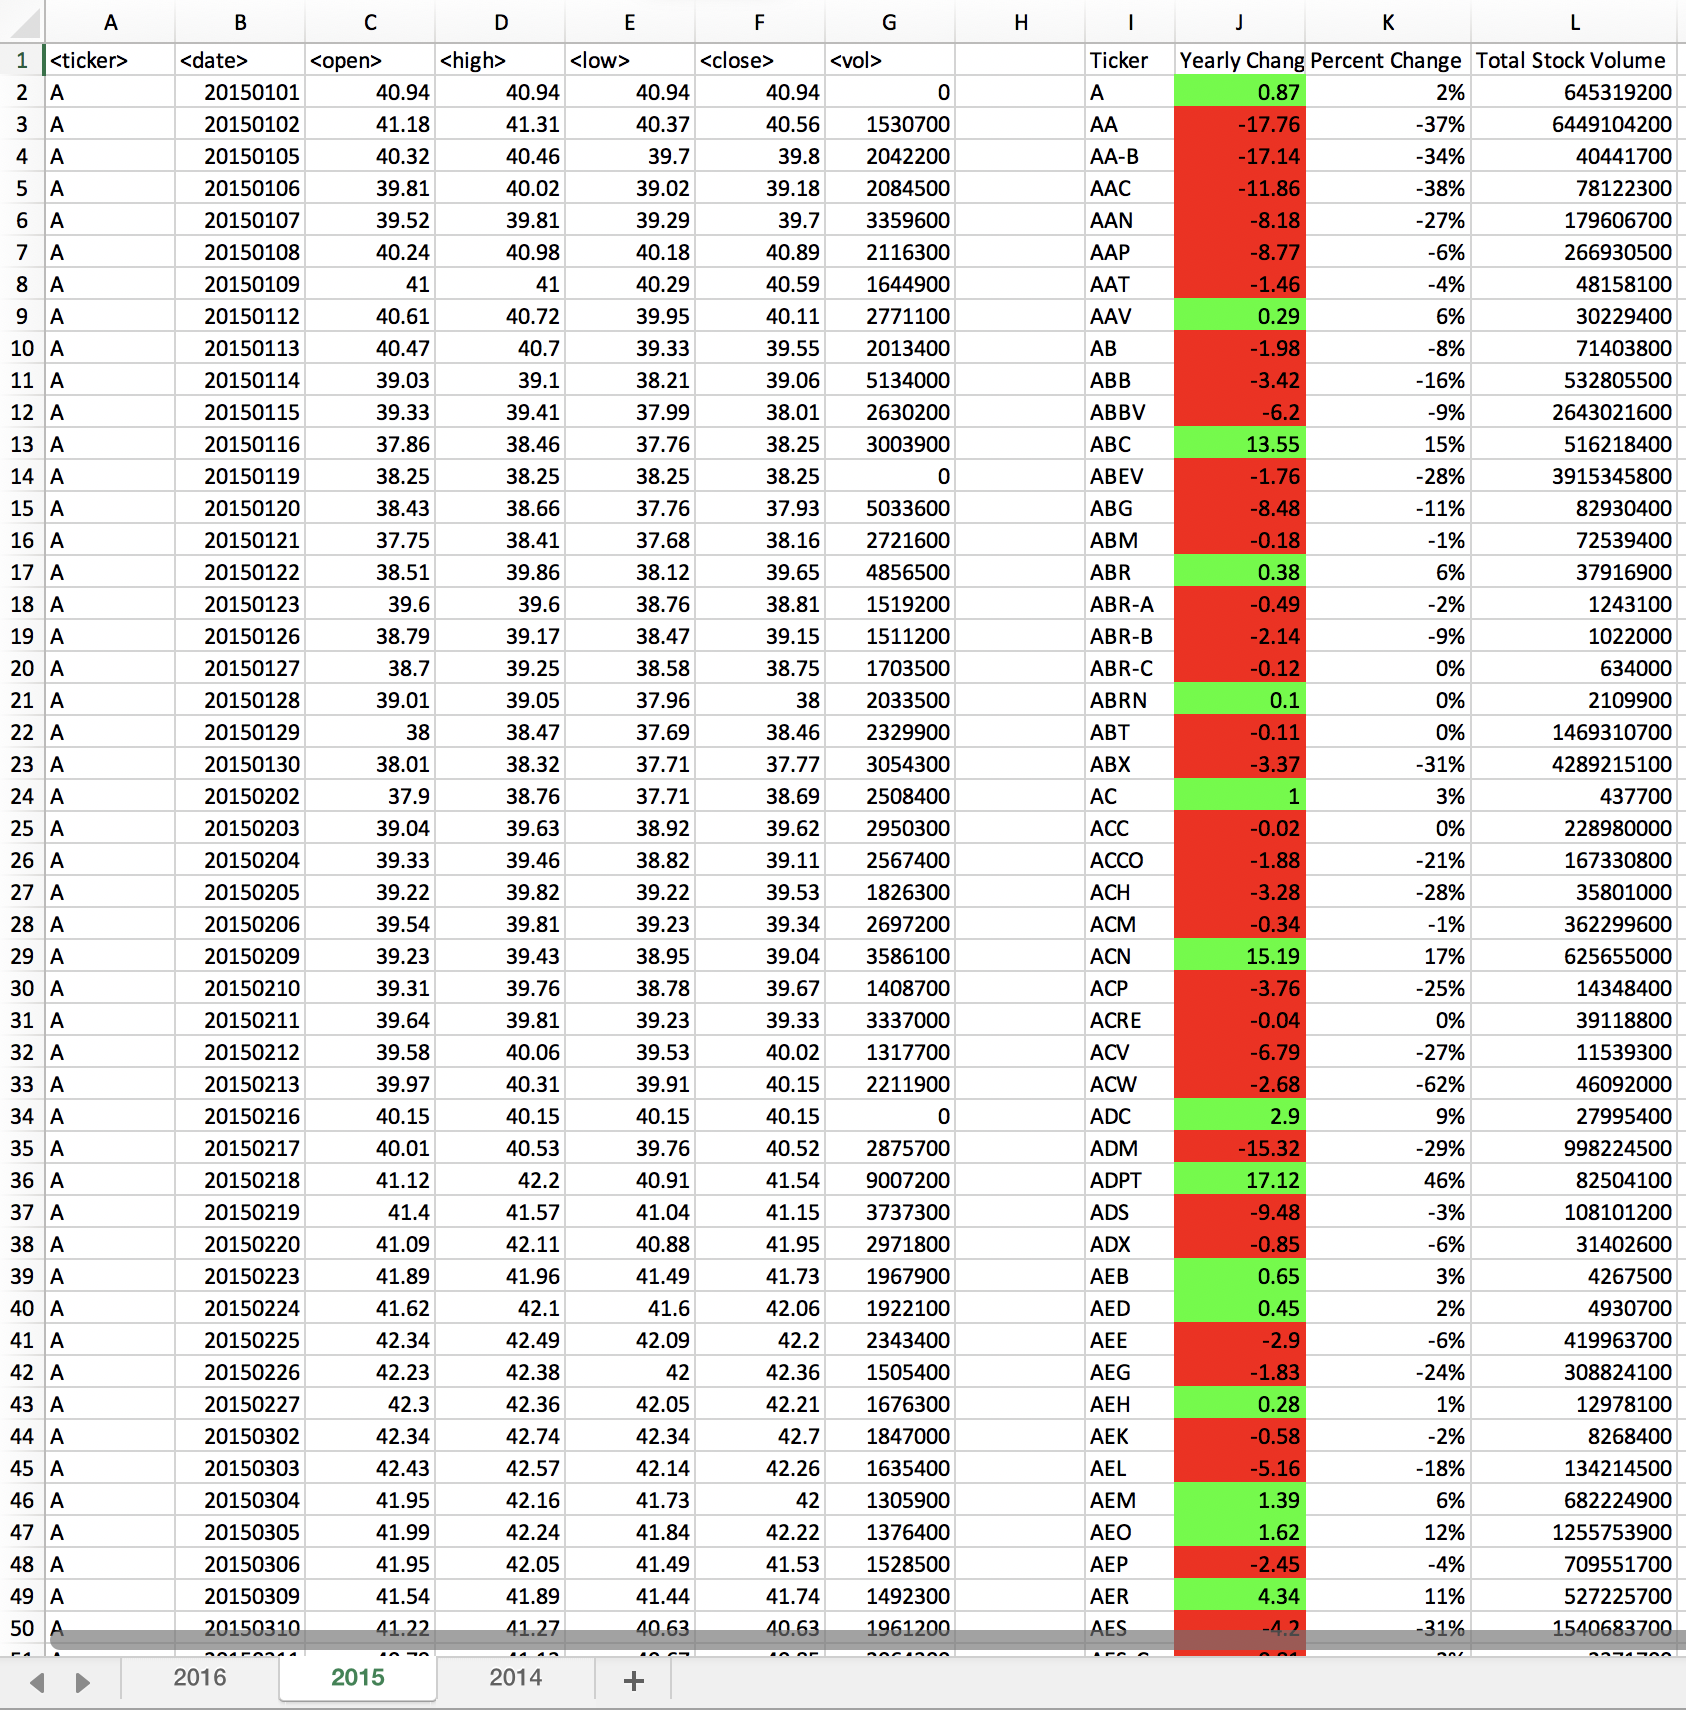 A B C D E F G H I J K L
1 <ticker> <date> <open> <high> <low> <close> <vol> Ticker Yearly Chang Percent Change Total Stock Volume
2 A 20150101 40.94 40.94 40.94 40.94 0 A 0.87 2% 645319200
3 A 20150102 41.18 41.31 40.37 40.56 1530700 AA -17.76 -37% 6449104200
4 A 20150105 40.32 40.46 39.7 39.8 2042200 AA-B -17.14 -34% 40441700
5 A 20150106 39.81 40.02 39.02 39.18 2084500 AAC -11.86 -38% 78122300
6 A 20150107 39.52 39.81 39.29 39.7 3359600 AAN -8.18 -27% 179606700
7 A 20150108 40.24 40.98 40.18 40.89 2116300 AAP -8.77 -6% 266930500
8 A 20150109 41 41 40.29 40.59 1644900 AAT -1.46 -4% 48158100
9 A 20150112 40.61 40.72 39.95 40.11 2771100 AAV 0.29 6% 30229400
10 A 20150113 40.47 40.7 39.33 39.55 2013400 AB -1.98 -8% 71403800
11 A 20150114 39.03 39.1 38.21 39.06 5134000 ABB -3.42 -16% 532805500
12 A 20150115 39.33 39.41 37.99 38.01 2630200 ABBV -6.2 -9% 2643021600
13 A 20150116 37.86 38.46 37.76 38.25 3003900 ABC 13.55 15% 516218400
14 A 20150119 38.25 38.25 38.25 38.25 0 ABEV -1.76 -28% 3915345800
15 A 20150120 38.43 38.66 37.76 37.93 5033600 ABG -8.48 -11% 82930400
16 A 20150121 37.75 38.41 37.68 38.16 2721600 ABM -0.18 -1% 72539400
17 A 20150122 38.51 39.86 38.12 39.65 4856500 ABR 0.38 6% 37916900
18 A 20150123 39.6 39.6 38.76 38.81 1519200 ABR-A -0.49 -2% 1243100
19 A 20150126 38.79 39.17 38.47 39.15 1511200 ABR-B -2.14 -9% 1022000
20 A 20150127 38.7 39.25 38.58 38.75 1703500 ABR-C -0.12 0% 634000
21 A 20150128 39.01 39.05 37.96 38 2033500 ABRN 0.1 0% 2109900
22 A 20150129 38 38.47 37.69 38.46 2329900 ABT -0.11 0% 1469310700
23 A 20150130 38.01 38.32 37.71 37.77 3054300 ABX -3.37 -31% 4289215100
24 A 20150202 37.9 38.76 37.71 38.69 2508400 AC 1 3% 437700
25 A 20150203 39.04 39.63 38.92 39.62 2950300 ACC -0.02 0% 228980000
26 A 20150204 39.33 39.46 38.82 39.11 2567400 ACCO -1.88 -21% 167330800
27 A 20150205 39.22 39.82 39.22 39.53 1826300 ACH -3.28 -28% 35801000
28 A 20150206 39.54 39.81 39.23 39.34 2697200 ACM -0.34 -1% 362299600
29 A 20150209 39.23 39.43 38.95 39.04 3586100 ACN 15.19 17% 625655000
30 A 20150210 39.31 39.76 38.78 39.67 1408700 ACP -3.76 -25% 14348400
31 A 20150211 39.64 39.81 39.23 39.33 3337000 ACRE -0.04 0% 39118800
32 A 20150212 39.58 40.06 39.53 40.02 1317700 ACV -6.79 -27% 11539300
33 A 20150213 39.97 40.31 39.91 40.15 2211900 ACW -2.68 -62% 46092000
34 A 20150216 40.15 40.15 40.15 40.15 0 ADC 2.9 9% 27995400
35 A 20150217 40.01 40.53 39.76 40.52 2875700 ADM -15.32 -29% 998224500
36 A 20150218 41.12 42.2 40.91 41.54 9007200 ADPT 17.12 46% 82504100
37 A 20150219 41.4 41.57 41.04 41.15 3737300 ADS -9.48 -3% 108101200
38 A 20150220 41.09 42.11 40.88 41.95 2971800 ADX -0.85 -6% 31402600
39 A 20150223 41.89 41.96 41.49 41.73 1967900 AEB 0.65 3% 4267500
40 A 20150224 41.62 42.1 41.6 42.06 1922100 AED 0.45 2% 4930700
41 A 20150225 42.34 42.49 42.09 42.2 2343400 AEE -2.9 -6% 419963700
42 A 20150226 42.23 42.38 42 42.36 1505400 AEG -1.83 -24% 308824100
43 A 20150227 42.3 42.36 42.05 42.21 1676300 AEH 0.28 1% 12978100
44 A 20150302 42.34 42.74 42.34 42.7 1847000 AEK -0.58 -2% 8268400
45 A 20150303 42.43 42.57 42.14 42.26 1635400 AEL -5.16 -18% 134214500
46 A 20150304 41.95 42.16 41.73 42 1305900 AEM 1.39 6% 682224900
47 A 20150305 41.99 42.24 41.84 42.22 1376400 AEO 1.62 12% 1255753900
48 A 20150306 41.95 42.05 41.49 41.53 1528500 AEP -2.45 -4% 709551700
49 A 20150309 41.54 41.89 41.44 41.74 1492300 AER 4.34 11% 527225700
50 A 20150310 41.22 41.27 40.63 40.63 1961200 AES -4.2 -31% 1540683700
2016 2015 2014 +